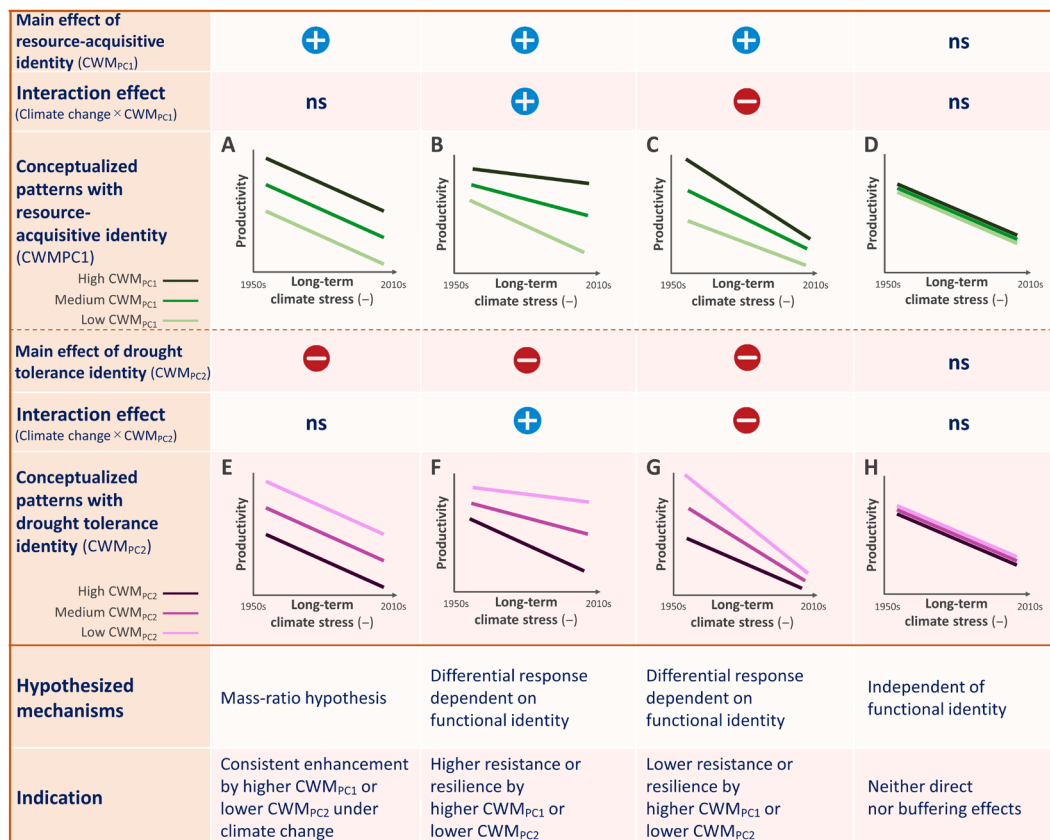 Main effect of
resource-acquisitive
identity (CWMPC1)
ns
Interaction effect
(Climate change × CWMPC1)
ns
ns
Conceptualized
patterns with
resource-
acquisitive identity
(CWMPC1)
High CWMPC1
Medium CWMPC1
Low CWMPC1
A
Productivity
1950s
Long-term
climate stress (–)
2010s
B
Productivity
1950s
Long-term
climate stress (–)
2010s
C
Productivity
1950s
Long-term
climate stress (–)
2010s
D
Productivity
1950s
Long-term
climate stress (–)
2010s
Main effect of drought
tolerance identity (CWMPC2)
ns
Interaction effect
(Climate change × CWMPC2)
ns
ns
Conceptualized
patterns with
drought tolerance
identity (CWMPC2)
High CWMPC2
Medium CWMPC2
Low CWMPC2
E
Productivity
1950s
Long-term
climate stress (–)
2010s
F
Productivity
1950s
Long-term
climate stress (–)
2010s
G
Productivity
1950s
Long-term
climate stress (–)
2010s
H
Productivity
1950s
Long-term
climate stress (–)
2010s
Hypothesized
mechanisms
Mass-ratio hypothesis
Differential response
dependent on
functional identity
Differential response
dependent on
functional identity
Independent of
functional identity
Indication
Consistent enhancement
by higher CWMPC1 or
lower CWMPC2 under
climate change
Higher resistance or
resilience by
higher CWMPC1 or
lower CWMPC2
Lower resistance or
resilience by
higher CWMPC1 or
lower CWMPC2
Neither direct
nor buffering effects